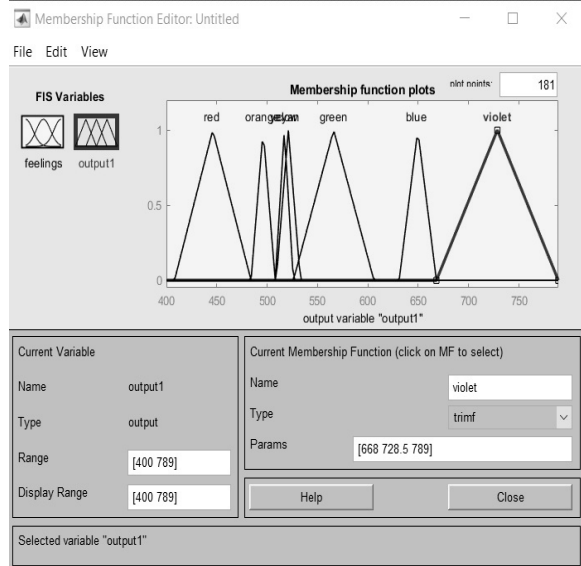 Membership Function Editor: Untitled
File Edit View
FIS Variables
feelings output1
Membership function plots
plot points: 181
red orange yellow green blue violet
1
0.5
0
400 450 500 550 600 650 700 750
output variable "output1"
Current Variable
Name output1
Type output
Range [400 789]
Display Range [400 789]
Current Membership Function (click on MF to select)
Name violet
Type trimf
Params [668 728.5 789]
Help Close
Selected variable "output1"